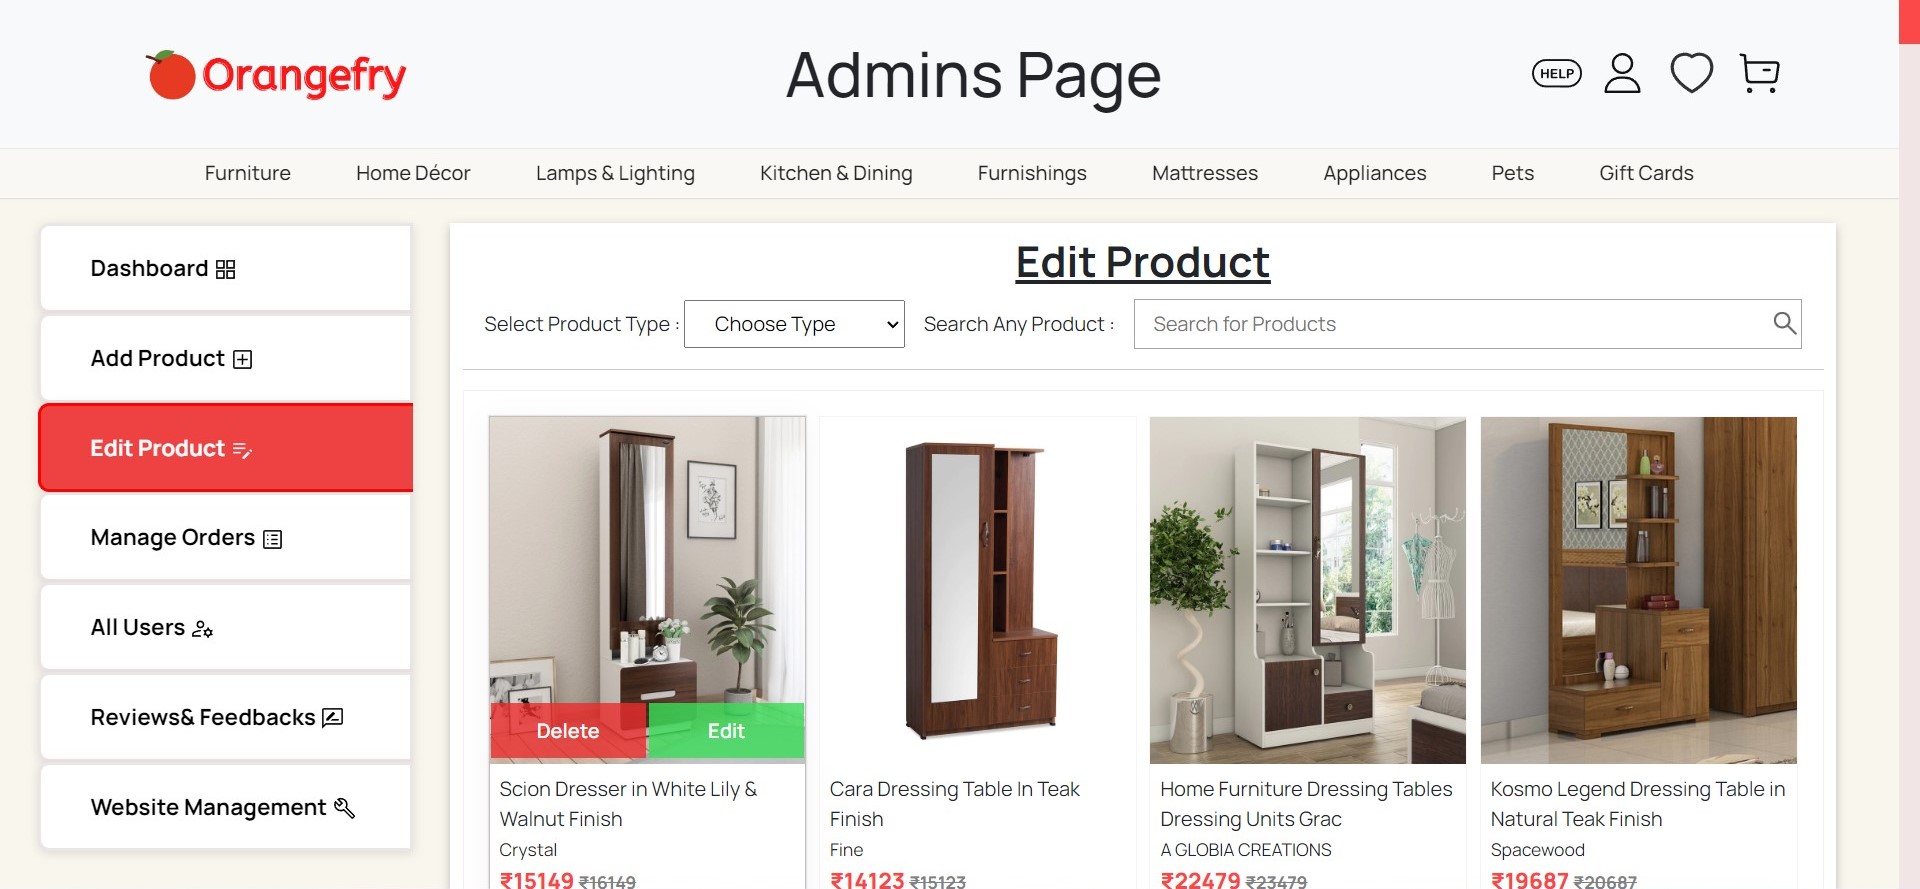 Orangefry
Admins Page
HELP
Furniture Home Décor Lamps & Lighting Kitchen & Dining Furnishings Mattresses Appliances Pets Gift Cards
Dashboard
Add Product
Edit Product
Manage Orders
All Users
Reviews& Feedbacks
Website Management
Edit Product
Select Product Type : Choose Type Search Any Product : Search for Products
Delete Edit
Scion Dresser in White Lily &
Walnut Finish
Crystal
₹15149 ₹16149
Cara Dressing Table In Teak
Finish
Fine
₹14123 ₹15123
Home Furniture Dressing Tables
Dressing Units Grac
A GLOBIA CREATIONS
₹22479 ₹23479
Kosmo Legend Dressing Table in
Natural Teak Finish
Spacewood
₹19687 ₹20687